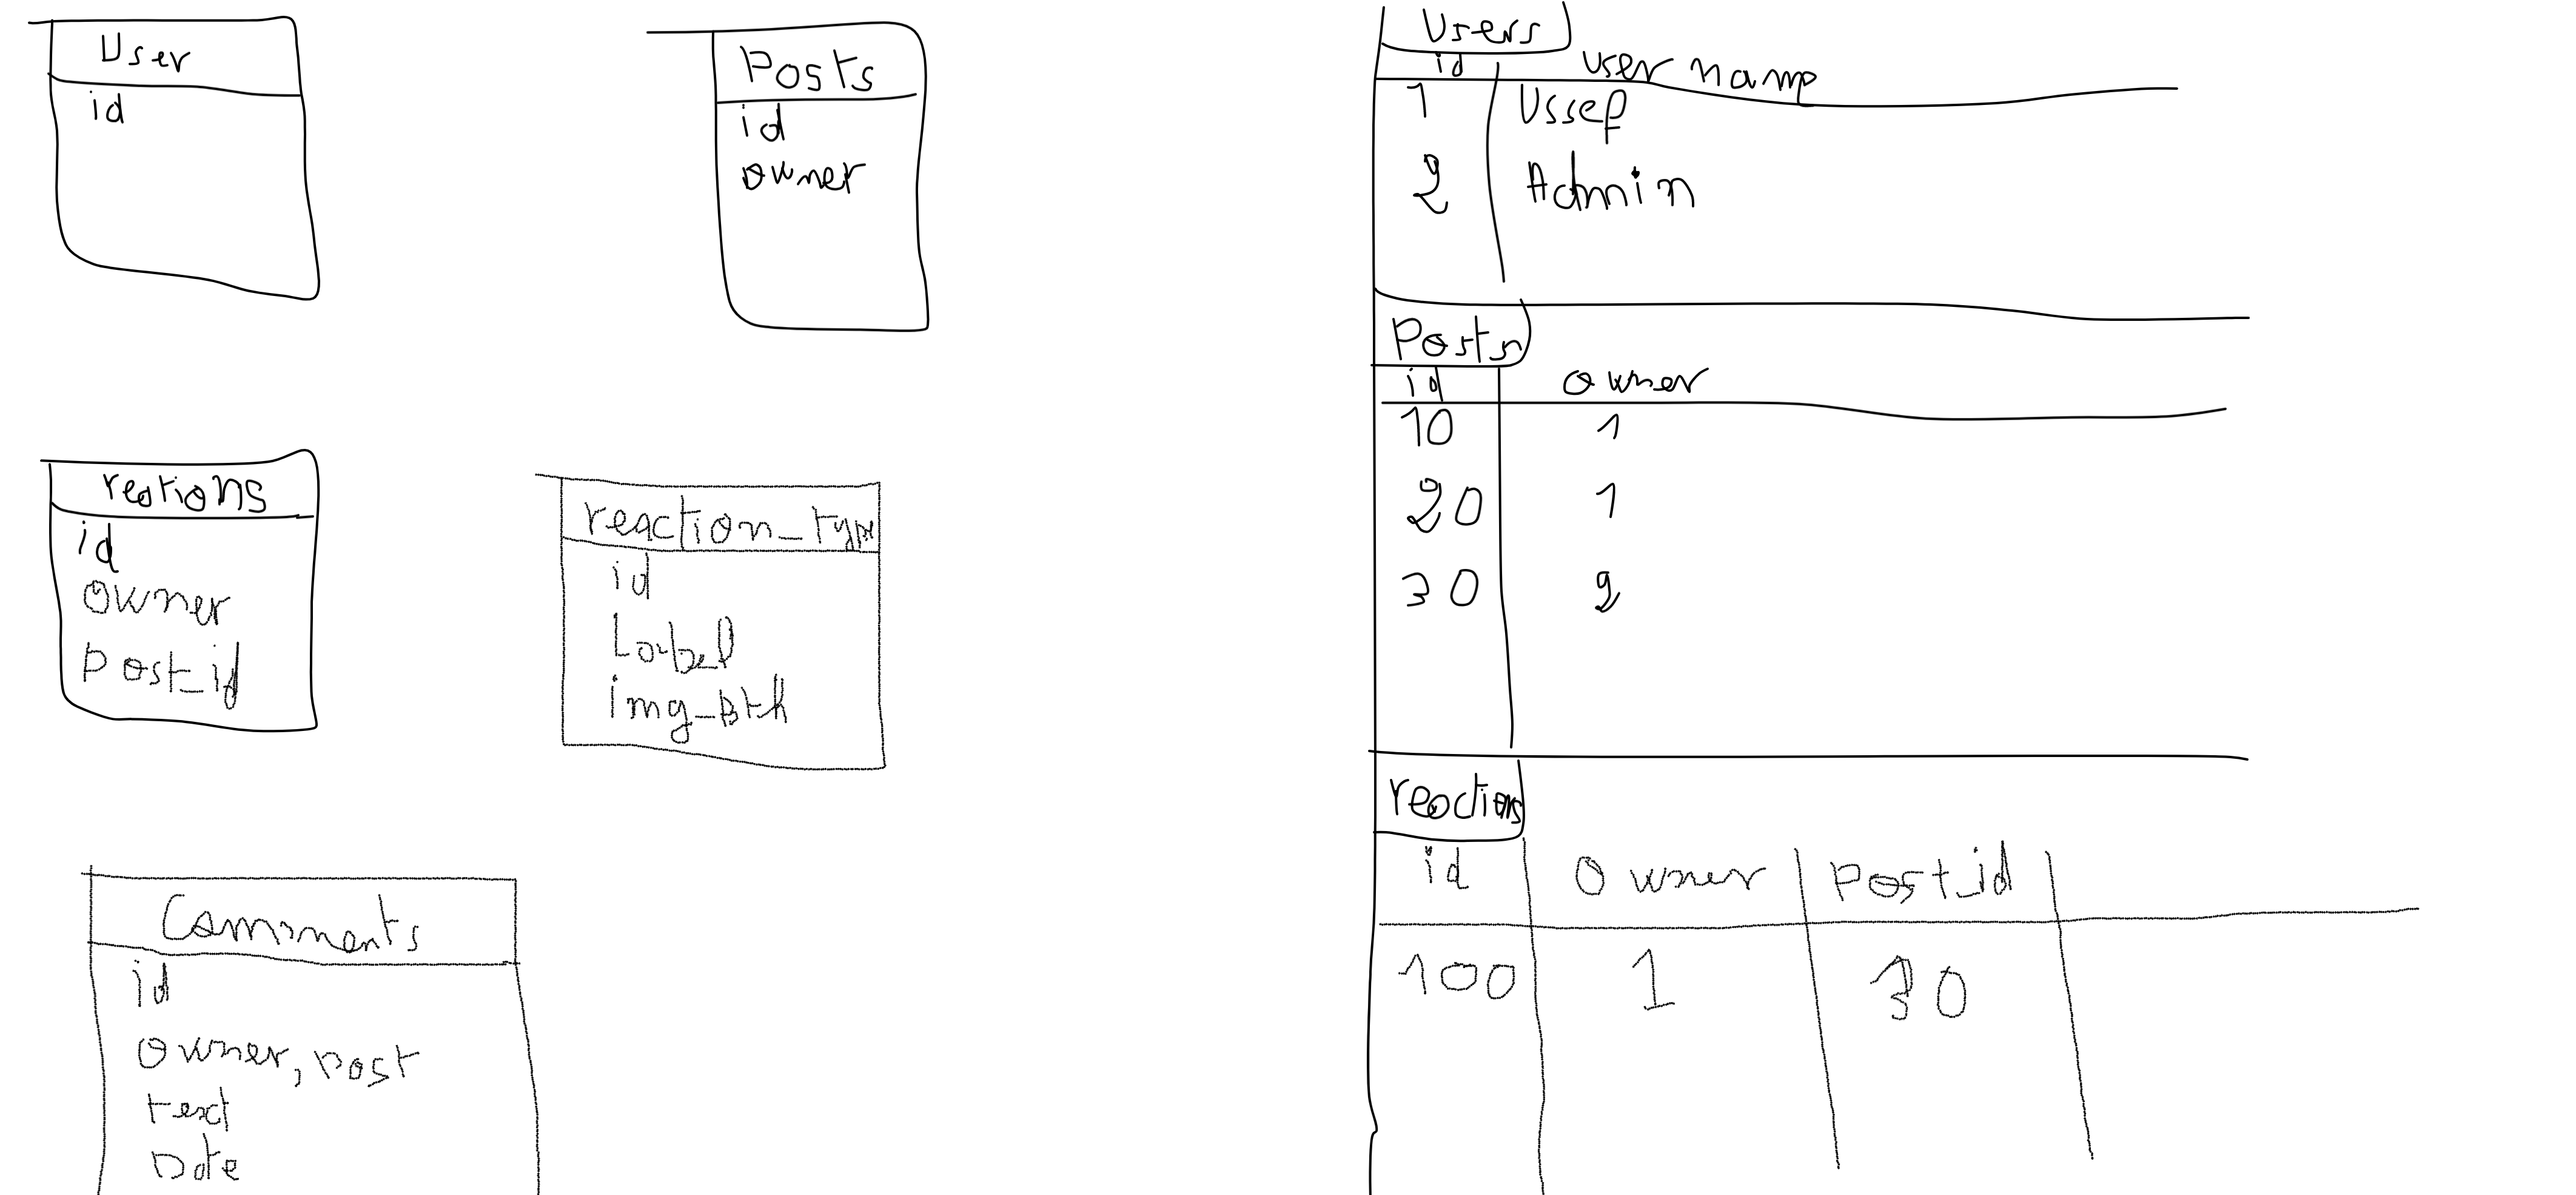 User
id
Posts
id
owner
reations
id
owner
post_id
reaction_type
id
Label
Comments
id
owner, post
text
Date
Users
id user name
1 Ussef
2 Admin
Posts
id owner
10 1
20 1
30 2
reactions
id Owner Post_id
100 1 30